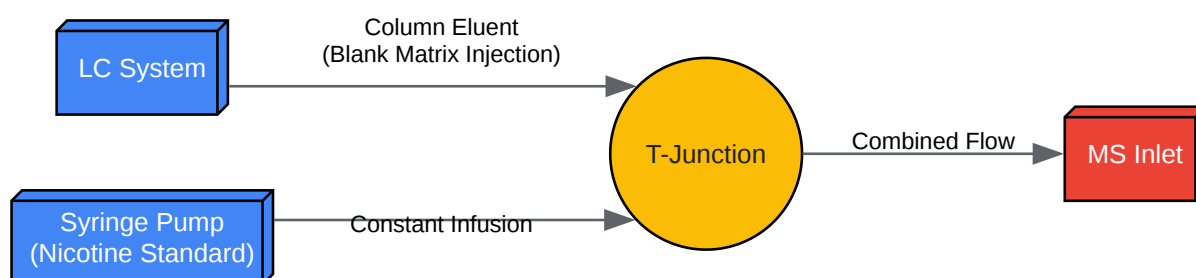 Column Eluent
(Blank Matrix Injection)
LC System
T-Junction
Combined Flow
MS Inlet
Syringe Pump
(Nicotine Standard)
Constant Infusion